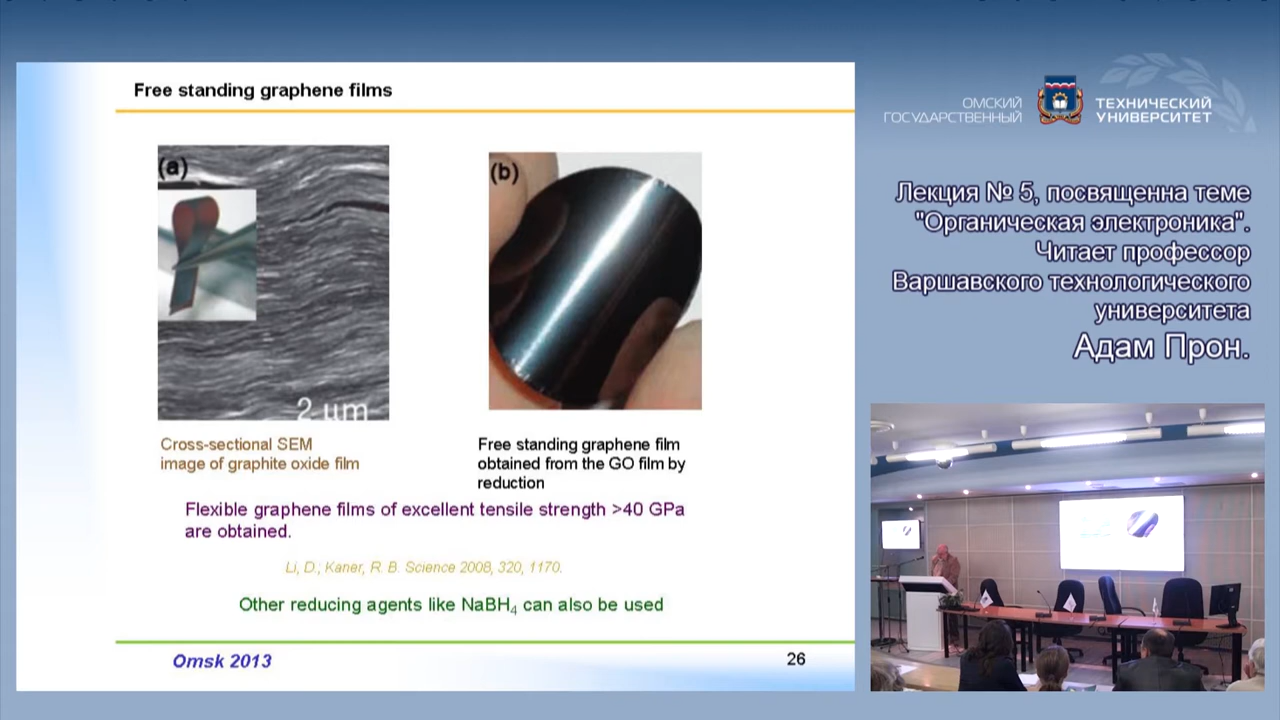 Free standing graphene films
(a)
2 µm
(b)
Cross-sectional SEM
image of graphite oxide film
Free standing graphene film
obtained from the GO film by
reduction
Flexible graphene films of excellent tensile strength >40 GPa
are obtained.
Li, D.; Kaner, R. B. Science 2008, 320, 1170.
Other reducing agents like NaBH₄ can also be used
Omsk 2013
26
ОМСКИЙ
ГОСУДАРСТВЕННЫЙ
ТЕХНИЧЕСКИЙ
УНИВЕРСИТЕТ
Лекция № 5, посвященна теме
"Органическая электроника".
Читает профессор
Варшавского технологического
университета
Адам Прон.